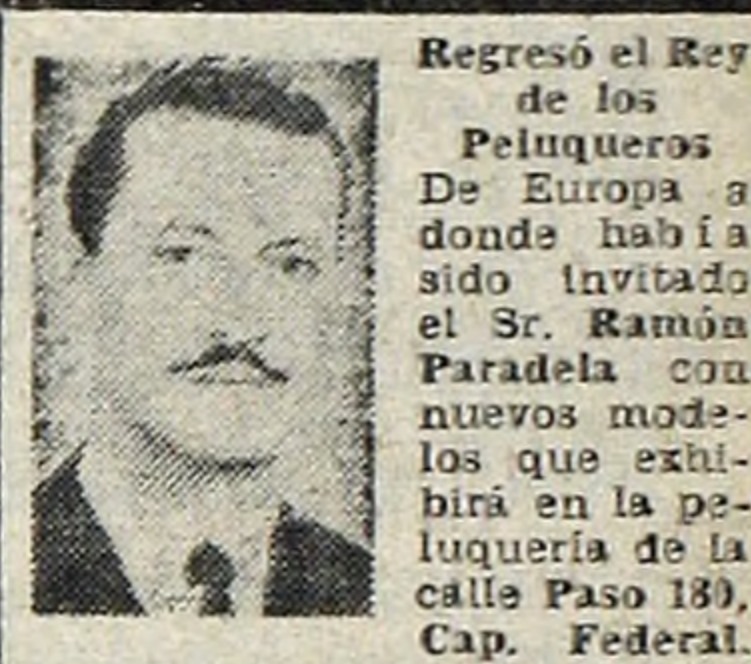 Regresó el Rey
de los
Peluqueros
De Europa a
donde había
sido invitado
el Sr. Ramón
Paradela con
nuevos mode-
los que exhi-
birá en la pe-
luquería de la
calle Paso 180,
Cap. Federal.